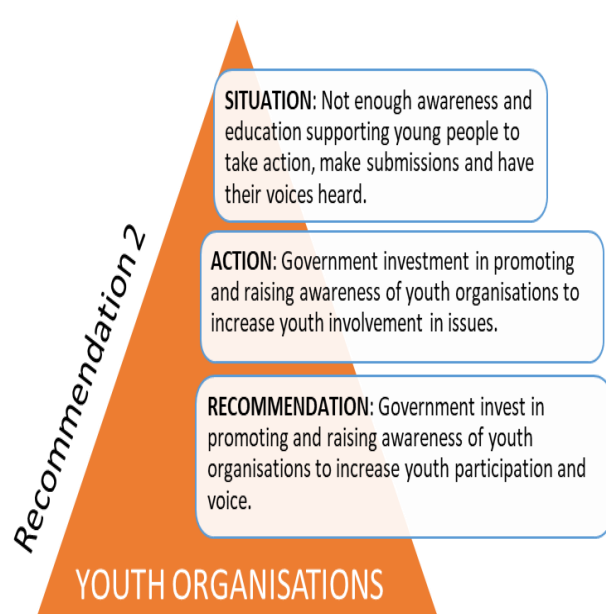 Recommendation 2
SITUATION: Not enough awareness and
education supporting young people to
take action, make submissions and have
their voices heard.
ACTION: Government investment in promoting
and raising awareness of youth organisations to
increase youth involvement in issues.
RECOMMENDATION: Government invest in
promoting and raising awareness of youth
organisations to increase youth participation and
voice.
YOUTH ORGANISATIONS